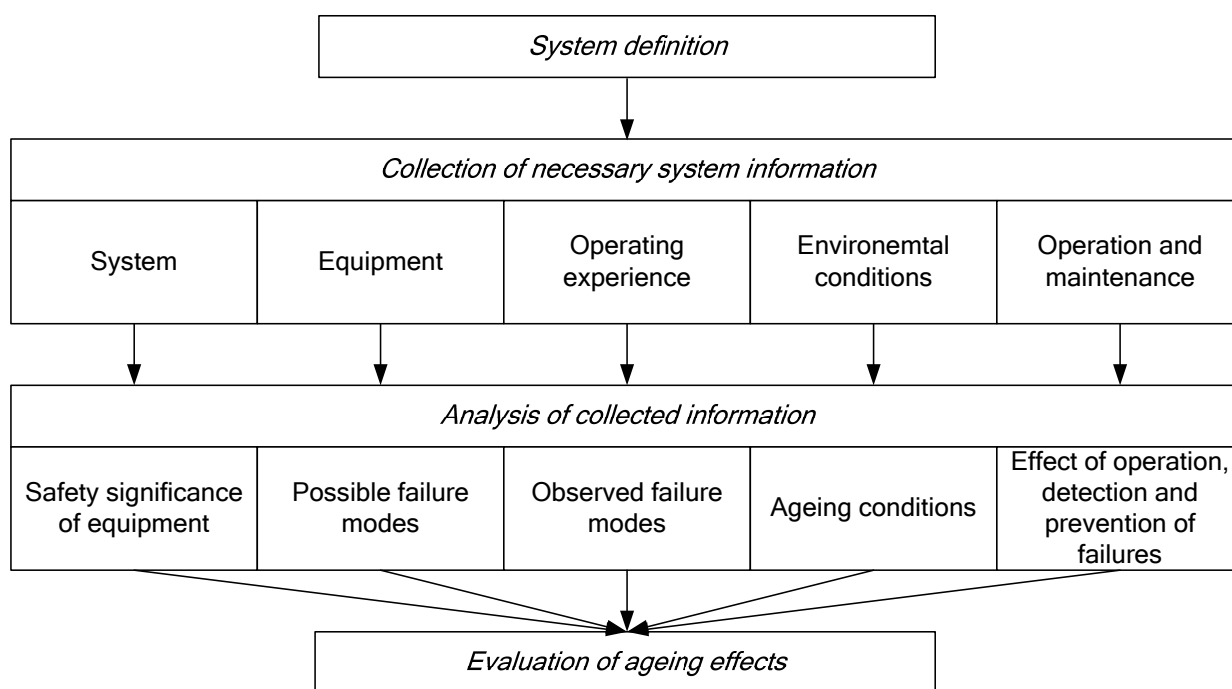 System definition
Collection of necessary system information
System
Equipment
Operating
experience
Environemtal
conditions
Operation and
maintenance
Analysis of collected information
Safety significance
of equipment
Possible failure
modes
Observed failure
modes
Ageing conditions
Effect of operation,
detection and
prevention of
failures
Evaluation of ageing effects